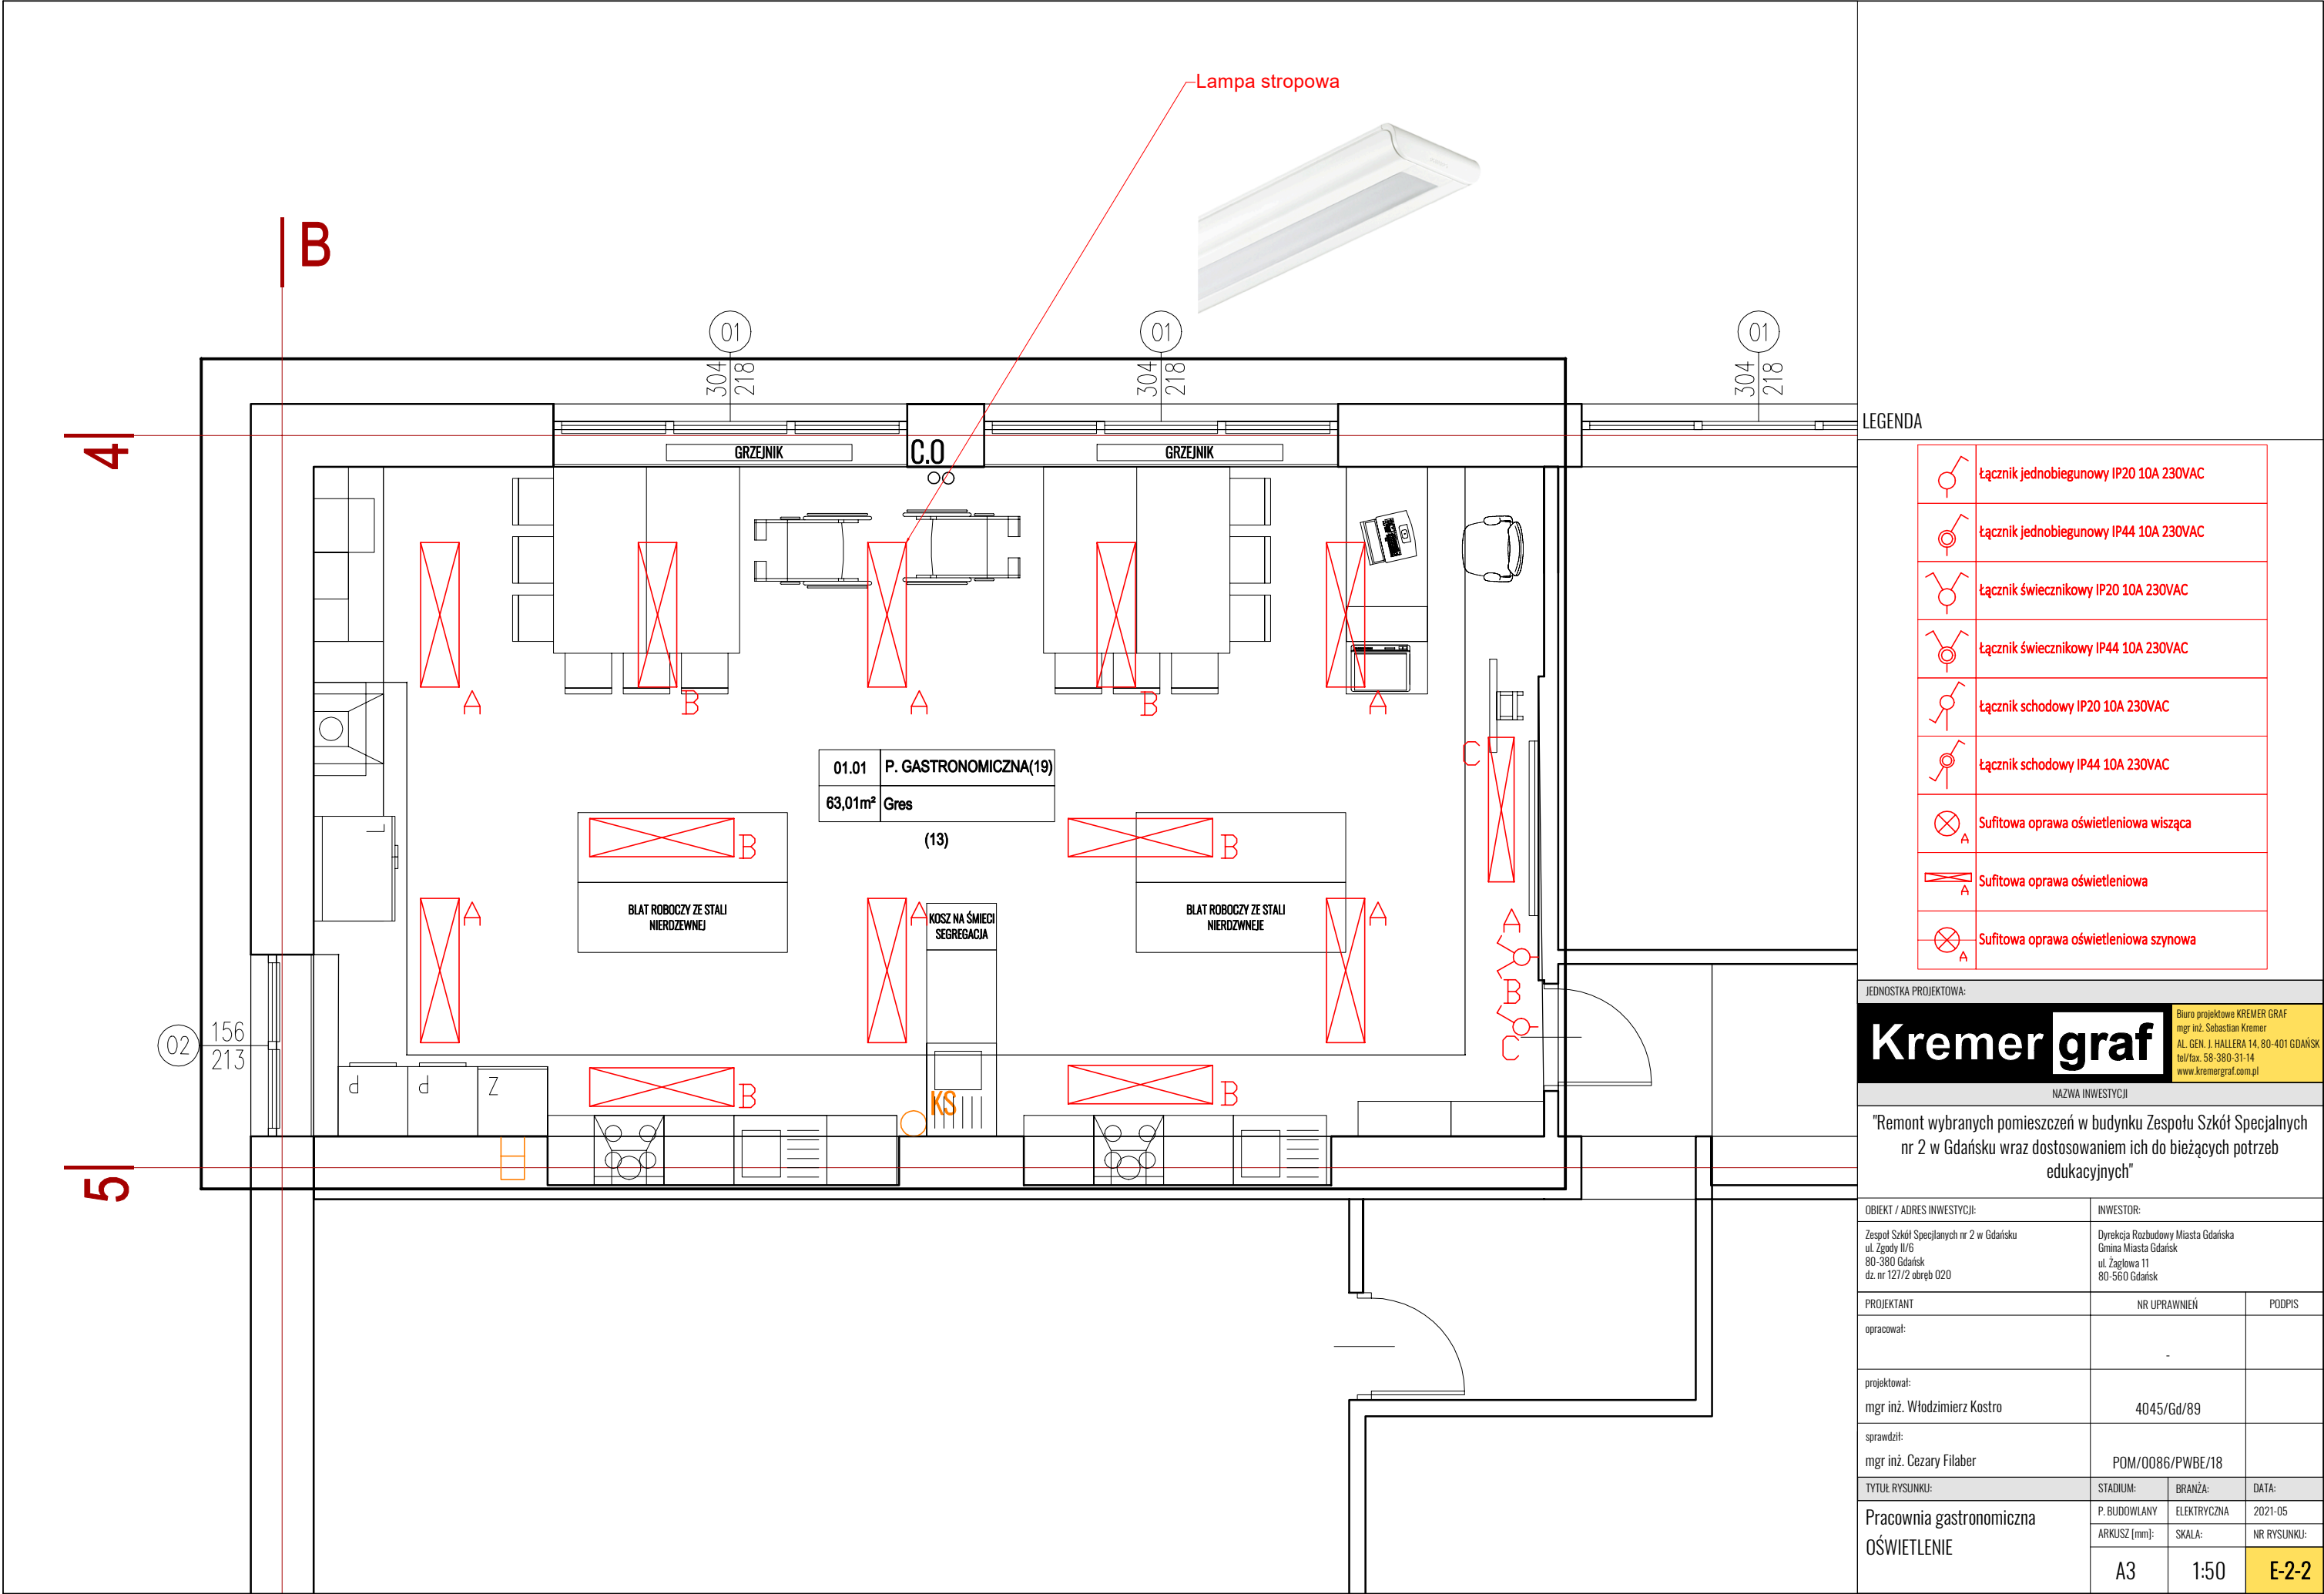 Lampa stropowa
B
01
01
01
304
218
304
218
304
218
4
GRZEJNIK
C.O
GRZEJNIK
A
B
A
B
A
C
01.01
P. GASTRONOMICZNA(19)
63,01m²
Gres
(13)
B
B
BLAT ROBOCZY ZE STALI
NIERDZEWNEJ
A
A
KOSZ NA ŚMIECI
SEGREGACJA
BLAT ROBOCZY ZE STALI
NIERDZWNEJE
A
A
B
C
02
156
213
P
P
Z
B
KS
B
5
LEGENDA
Łącznik jednobiegunowy IP20 10A 230VAC
Łącznik jednobiegunowy IP44 10A 230VAC
Łącznik świecznikowy IP20 10A 230VAC
Łącznik świecznikowy IP44 10A 230VAC
Łącznik schodowy IP20 10A 230VAC
Łącznik schodowy IP44 10A 230VAC
A
Sufitowa oprawa oświetleniowa wisząca
A
Sufitowa oprawa oświetleniowa
A
Sufitowa oprawa oświetleniowa szynowa
JEDNOSTKA PROJEKTOWA:
Kremer graf
Biuro projektowe KREMER GRAF
mgr inż. Sebastian Kremer
AL. GEN. J. HALLERA 14, 80-401 GDAŃSK
tel/fax. 58-380-31-14
www.kremergraf.com.pl
NAZWA INWESTYCJI
"Remont wybranych pomieszczeń w budynku Zespołu Szkół Specjalnych
nr 2 w Gdańsku wraz dostosowaniem ich do bieżących potrzeb
edukacyjnych"
OBIEKT / ADRES INWESTYCJI:
INWESTOR:
Zespoł Szkół Specjlanych nr 2 w Gdańsku
ul. Zgody II/6
80-380 Gdańsk
dz. nr 127/2 obręb 020
Dyrekcja Rozbudowy Miasta Gdańska
Gmina Miasta Gdańsk
ul. Żaglowa 11
80-560 Gdańsk
PROJEKTANT
NR UPRAWNIEŃ
PODPIS
opracował:
-
projektował:
mgr inż. Włodzimierz Kostro
4045/Gd/89
sprawdził:
mgr inż. Cezary Filaber
POM/0086/PWBE/18
TYTUŁ RYSUNKU:
STADIUM:
BRANŻA:
DATA:
Pracownia gastronomiczna
OŚWIETLENIE
P. BUDOWLANY
ELEKTRYCZNA
2021-05
ARKUSZ [mm]:
SKALA:
NR RYSUNKU:
A3
1:50
E-2-2